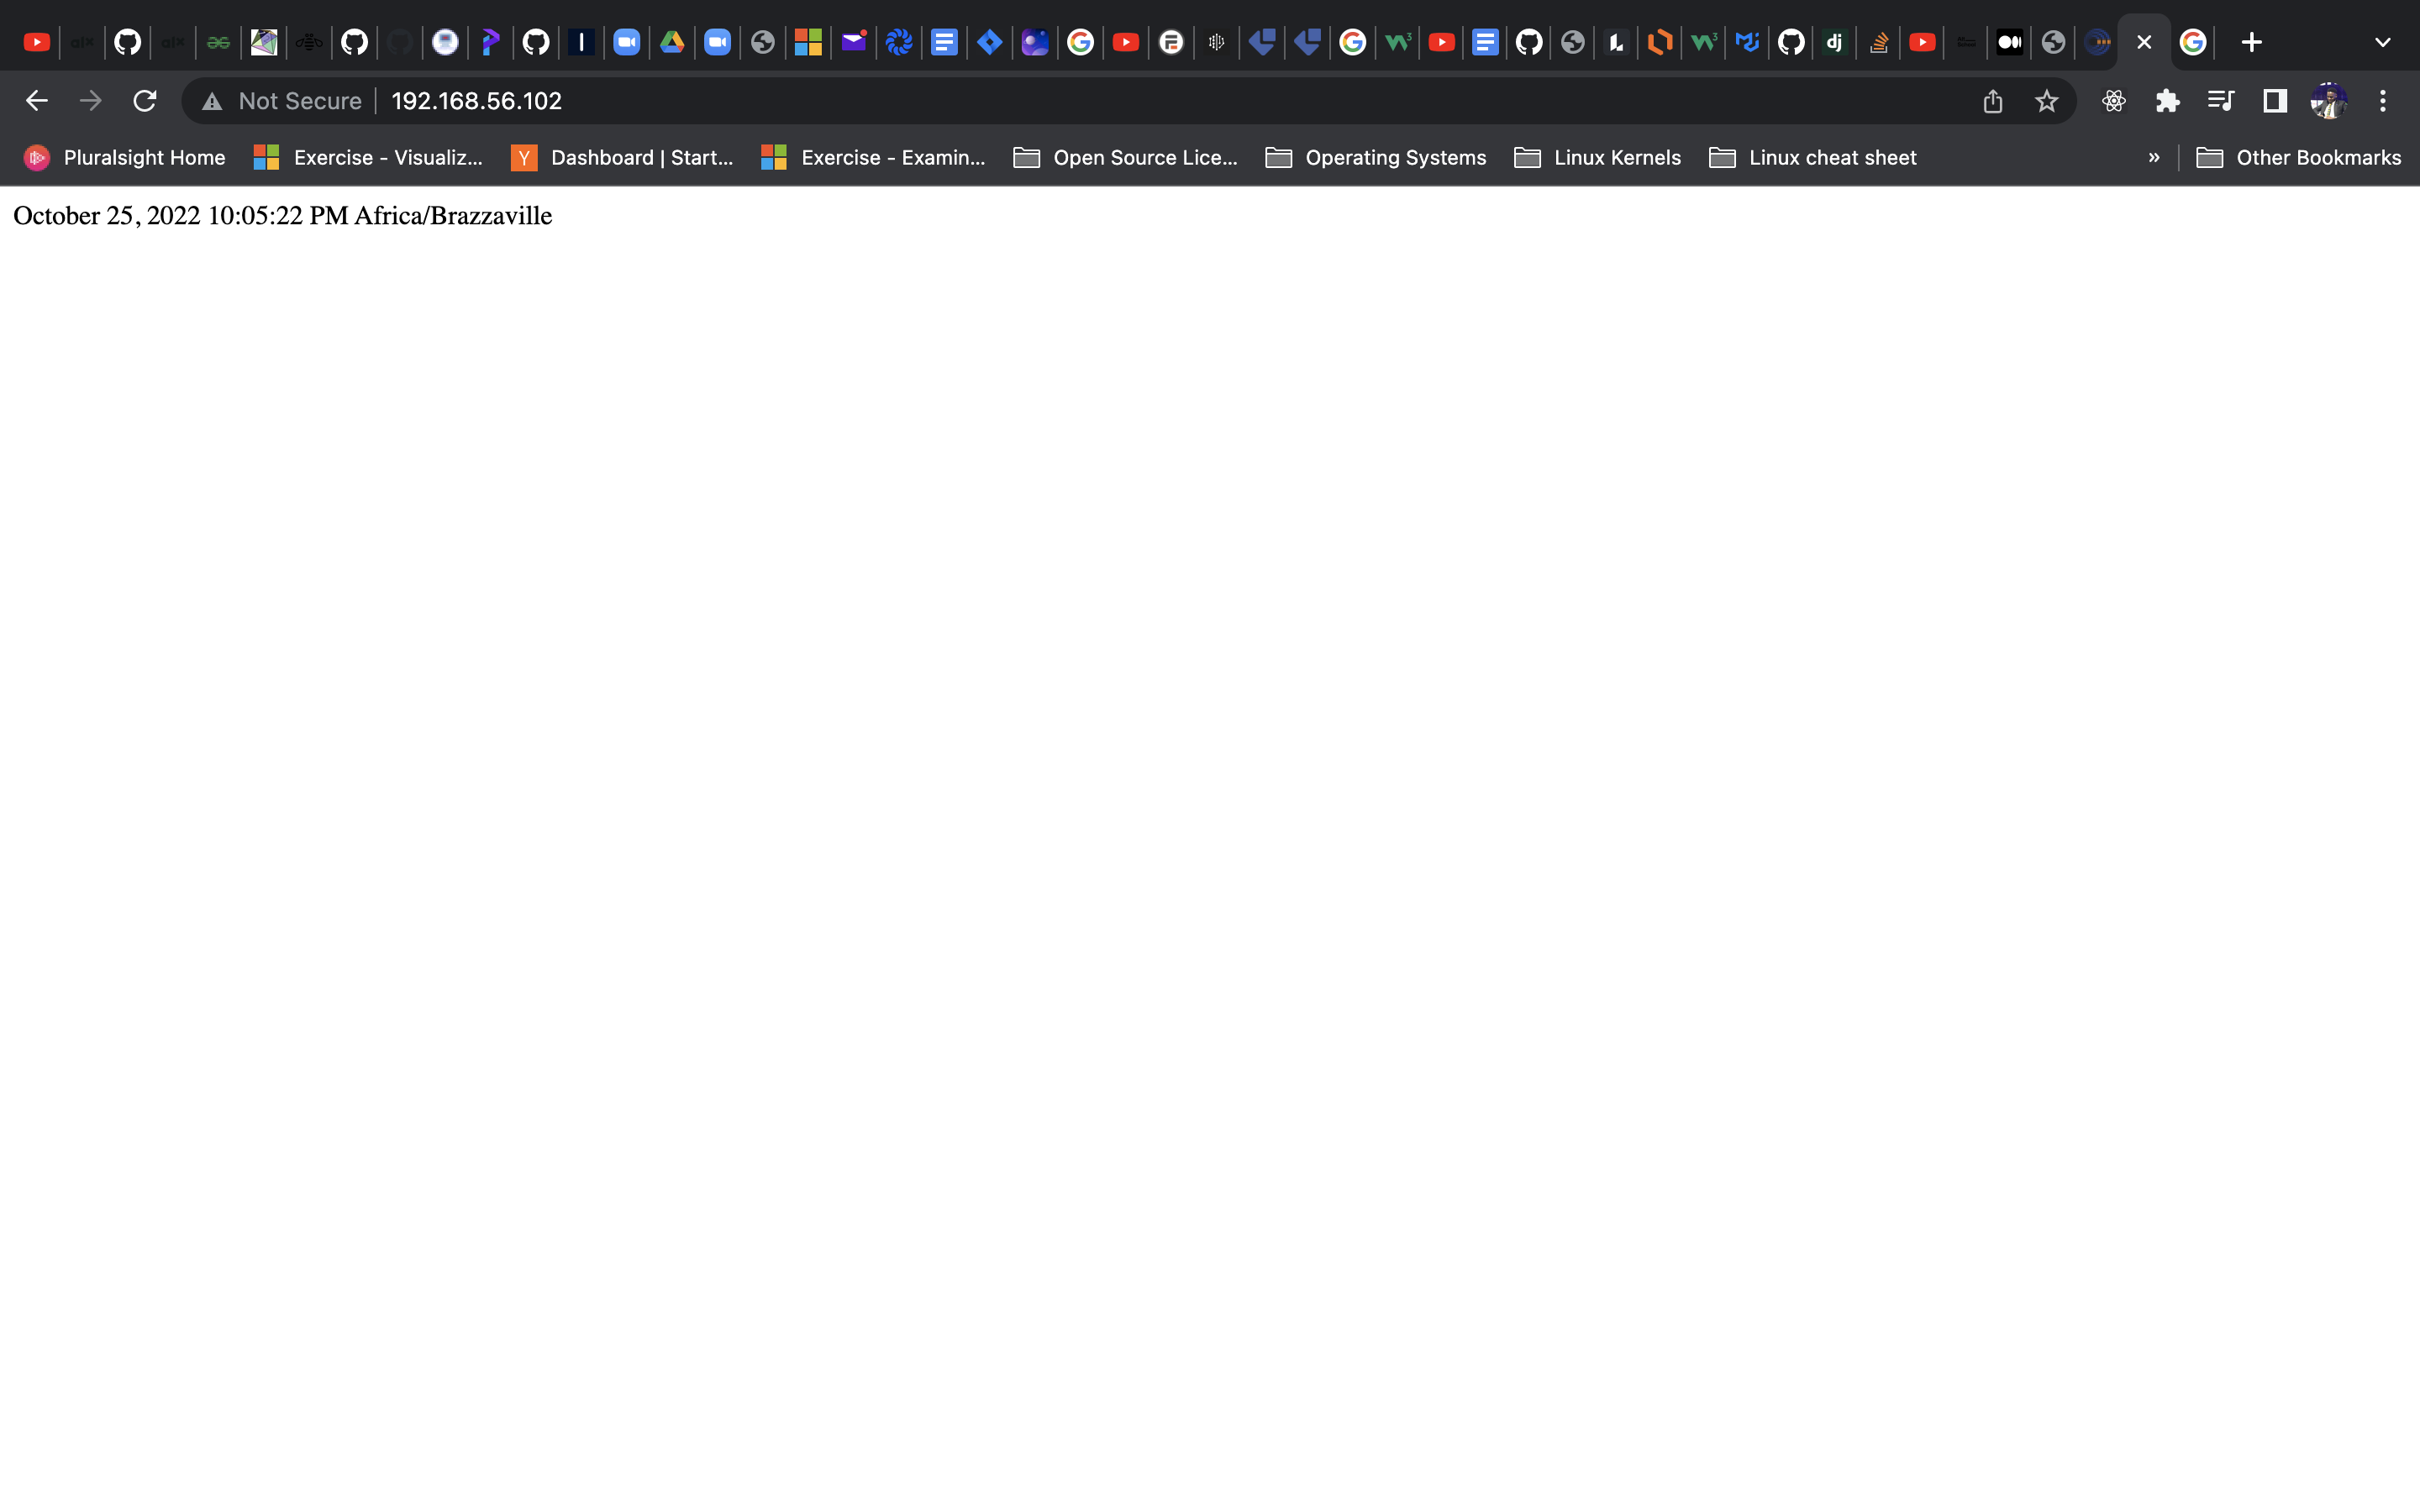 Not Secure 192.168.56.102
Pluralsight Home Exercise - Visualiz... Y Dashboard | Start... Exercise - Examin... Open Source Lice... Operating Systems Linux Kernels Linux cheat sheet » Other Bookmarks
October 25, 2022 10:05:22 PM Africa/Brazzaville